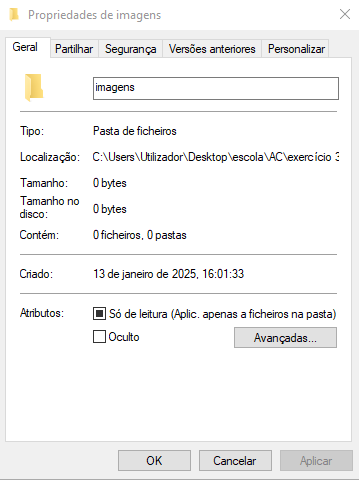 Propriedades de imagens
Geral Partilhar Segurança Versões anteriores Personalizar
imagens
Tipo: Pasta de ficheiros
Localização: C:\Users\Utilizador\Desktop\escola\AC\exercício 3
Tamanho: 0 bytes
Tamanho no disco: 0 bytes
Contém: 0 ficheiros, 0 pastas
Criado: 13 de janeiro de 2025, 16:01:33
Atributos: Só de leitura (Aplic. apenas a ficheiros na pasta)
Oculto Avançadas...
OK Cancelar Aplicar